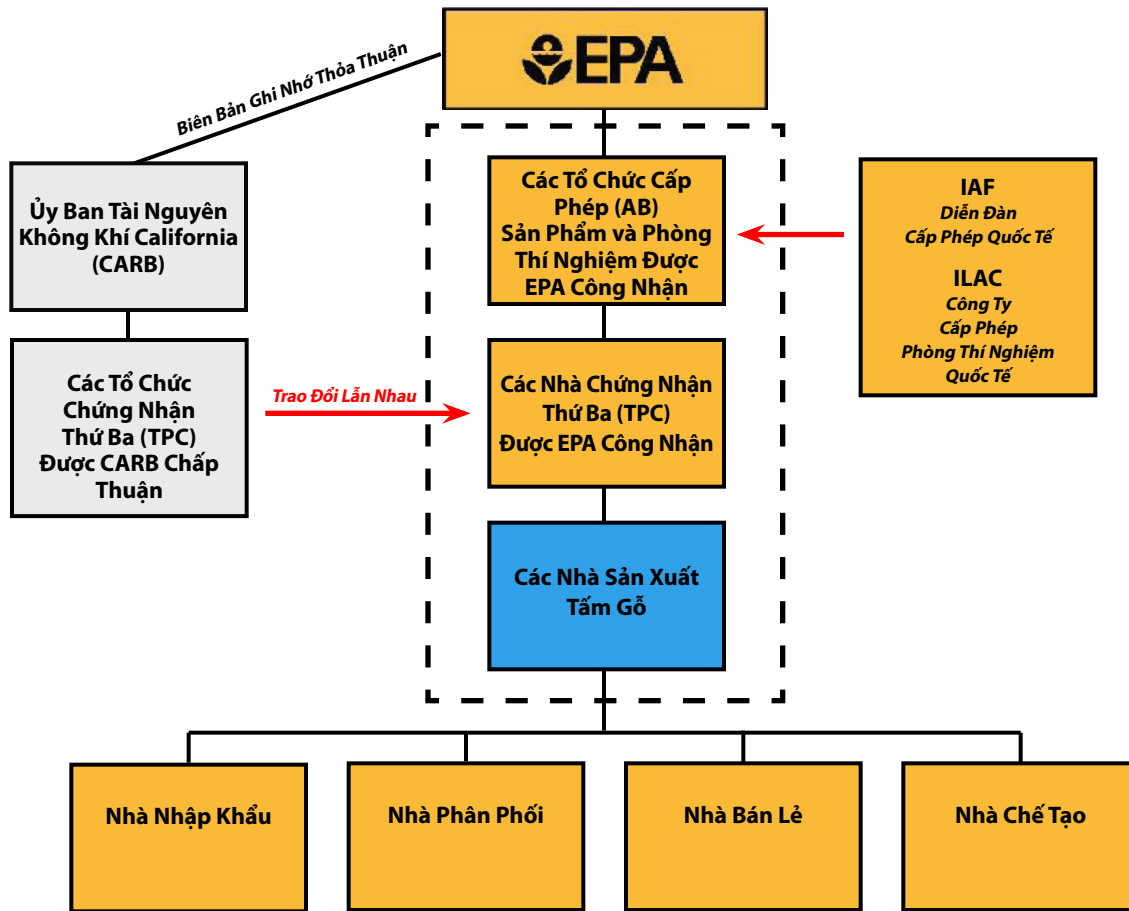 EPA
Biên Bản Ghi Nhớ Thỏa Thuận
Ủy Ban Tài Nguyên
Không Khí California
(CARB)
Các Tổ Chức Cấp
Phép (AB)
Sản Phẩm và Phòng
Thí Nghiệm Được
EPA Công Nhận
IAF
Diễn Đàn
Cấp Phép Quốc Tế
ILAC
Công Ty
Cấp Phép
Phòng Thí Nghiệm
Quốc Tế
Các Tổ Chức
Chứng Nhận
Thứ Ba (TPC)
Được CARB Chấp
Thuận
Trao Đổi Lẫn Nhau
Các Nhà Chứng Nhận
Thứ Ba (TPC)
Được EPA Công Nhận
Các Nhà Sản Xuất
Tấm Gỗ
Nhà Nhập Khẩu
Nhà Phân Phối
Nhà Bán Lẻ
Nhà Chế Tạo